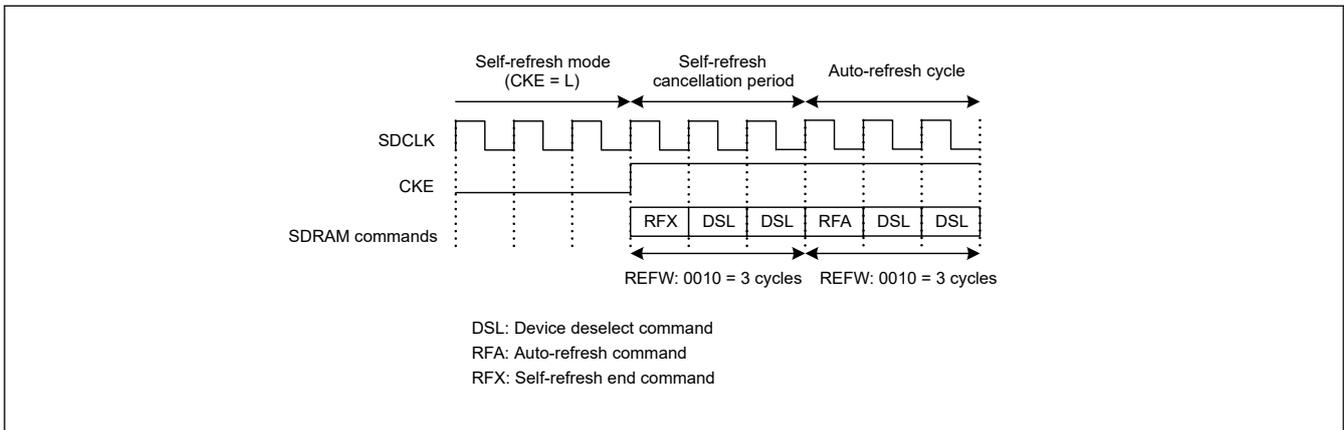 Self-refresh mode
(CKE = L)
Self-refresh
cancellation period
Auto-refresh cycle
SDCLK
CKE
SDRAM commands
RFX DSL DSL RFA DSL DSL
REFW: 0010 = 3 cycles REFW: 0010 = 3 cycles
DSL: Device deselect command
RFA: Auto-refresh command
RFX: Self-refresh end command